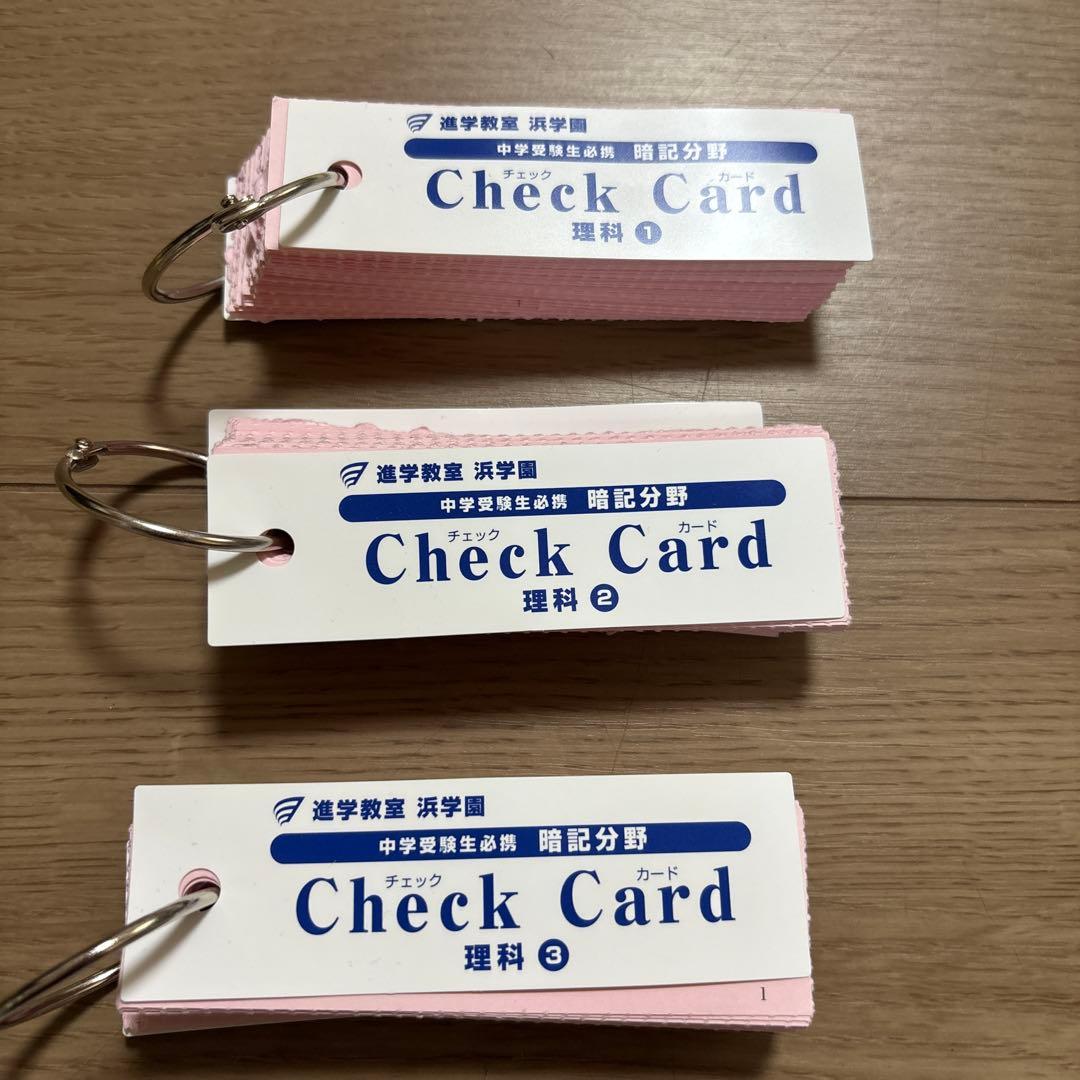 進学教室 浜学園
中学受験生必携 暗記分野
チェック カード
Check Card
理科 1
進学教室 浜学園
中学受験生必携 暗記分野
チェック カード
Check Card
理科 2
進学教室 浜学園
中学受験生必携 暗記分野
チェック カード
Check Card
理科 3
1